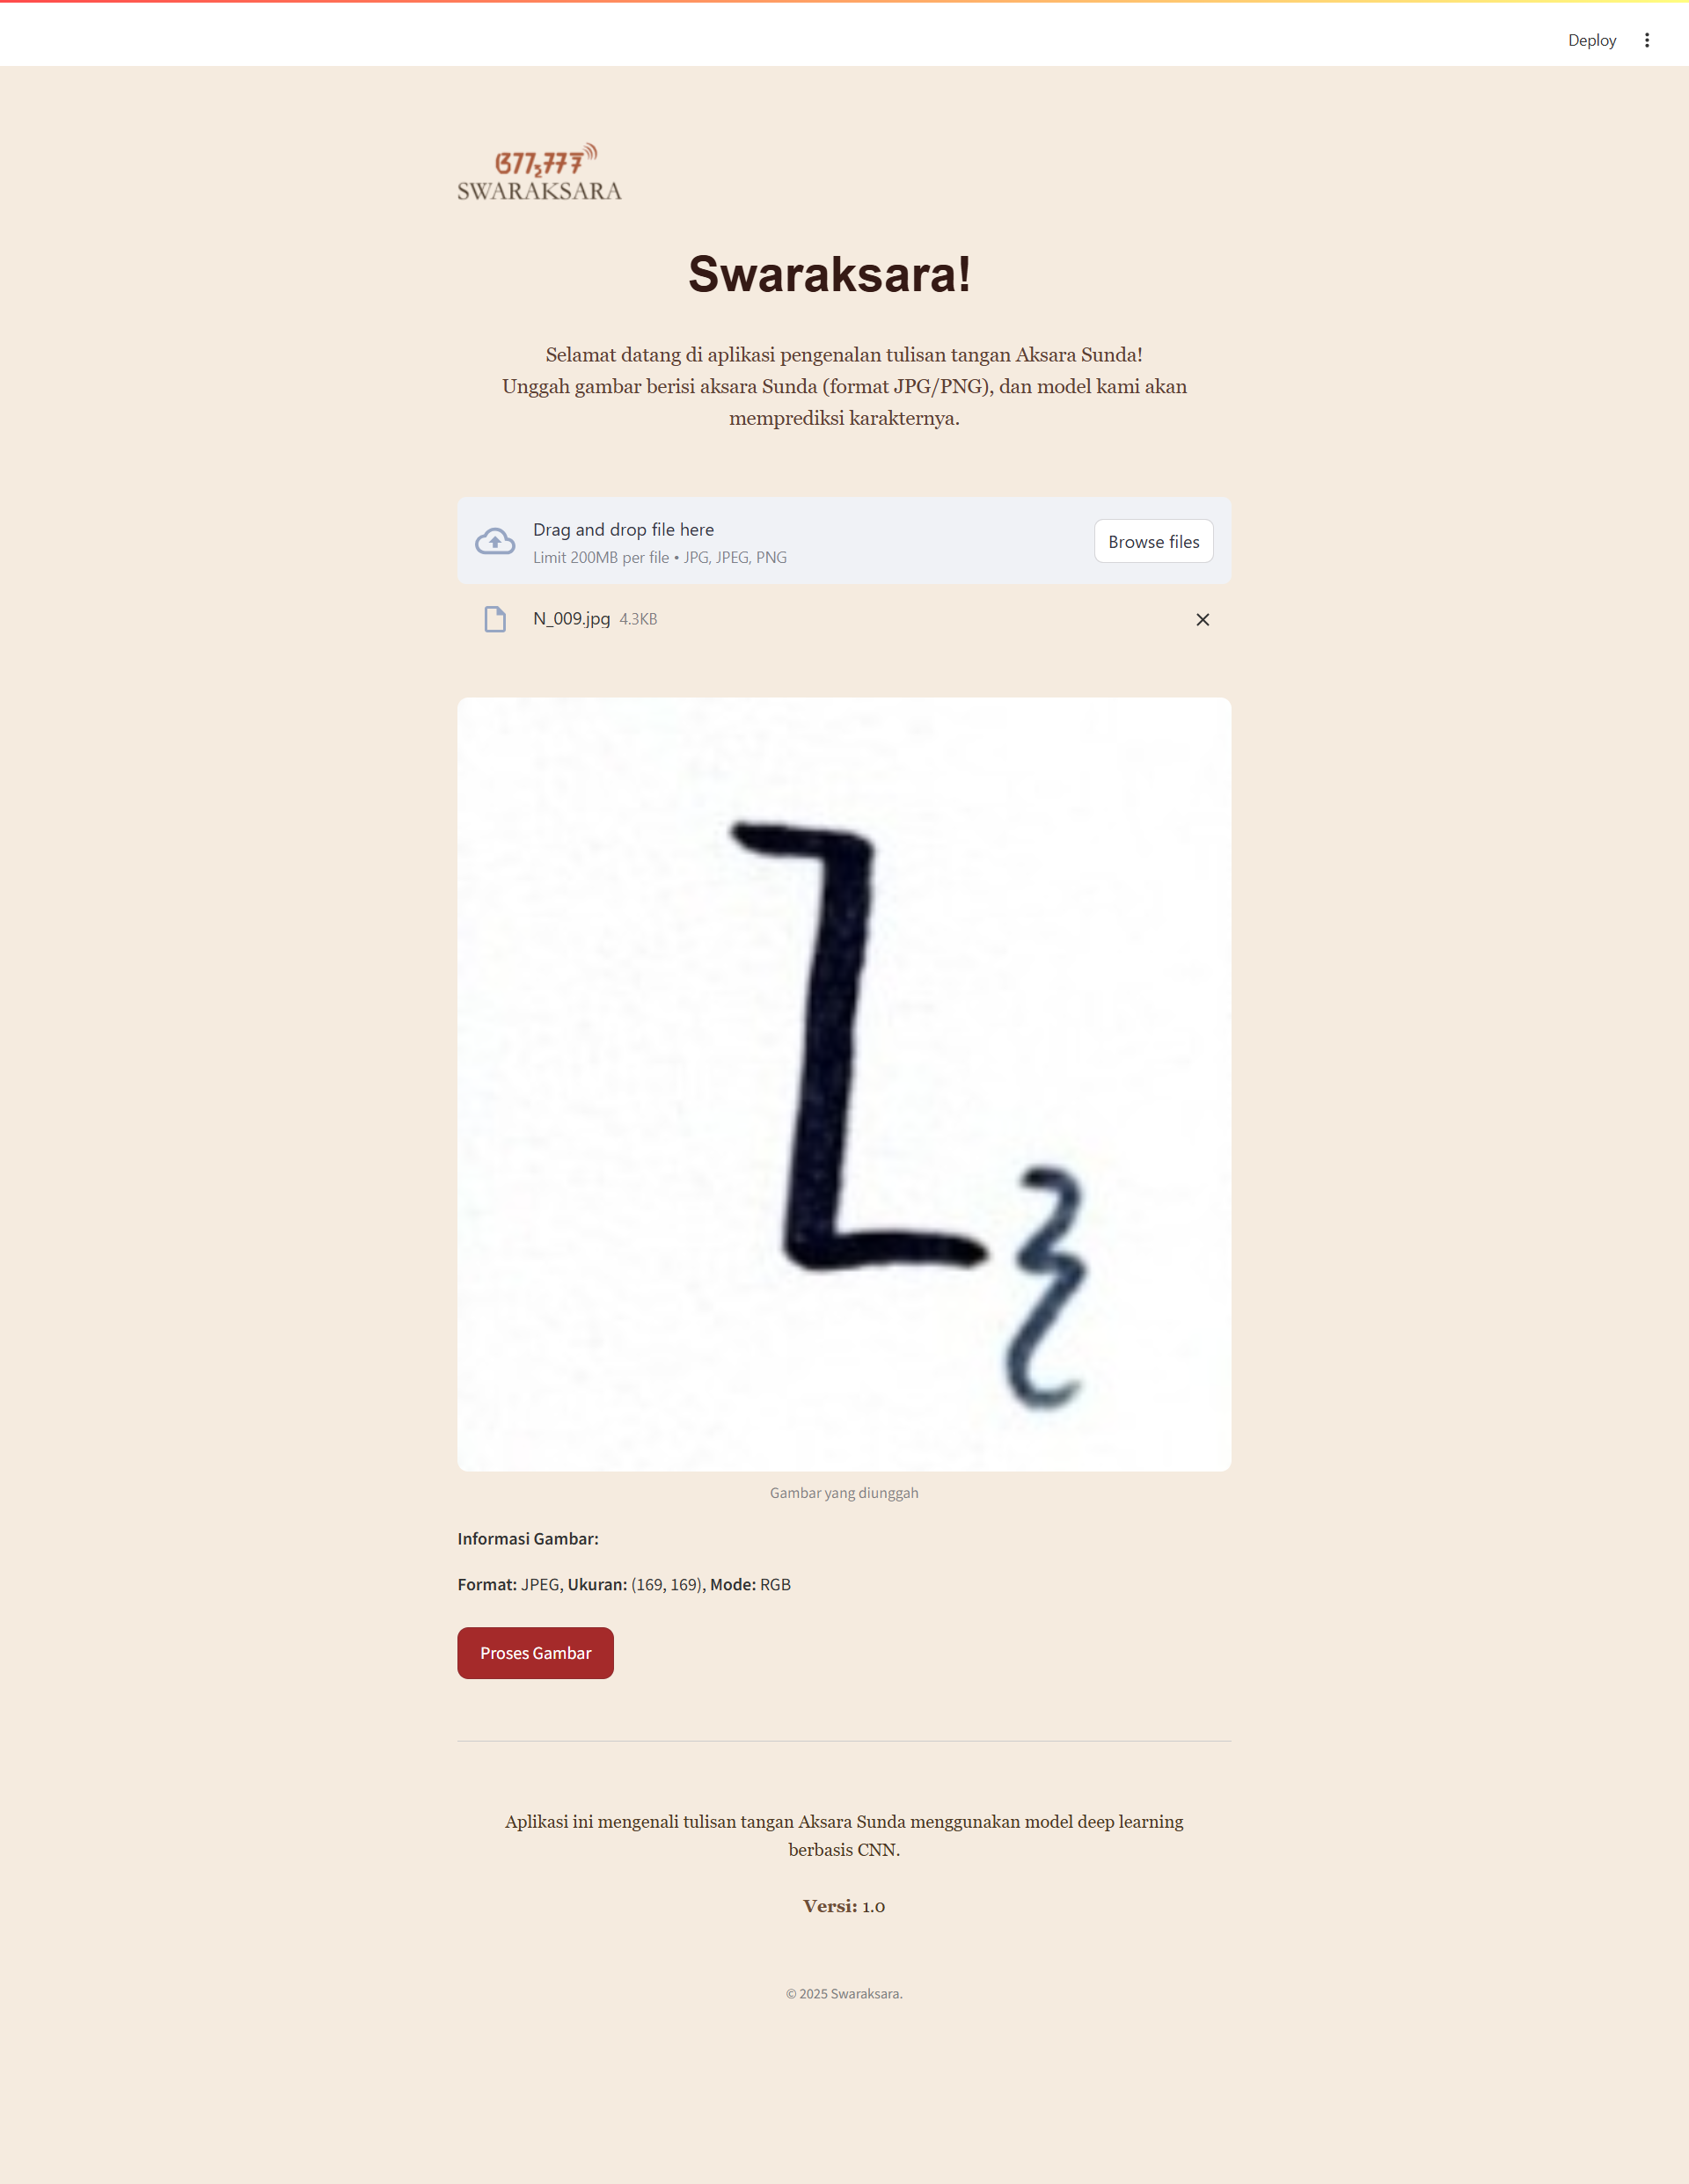 Deploy
SWARAKSARA
Swaraksara!
Selamat datang di aplikasi pengenalan tulisan tangan Aksara Sunda!
Unggah gambar berisi aksara Sunda (format JPG/PNG), dan model kami akan
memprediksi karakternya.
Drag and drop file here
Limit 200MB per file • JPG, JPEG, PNG
Browse files
N_009.jpg 4.3KB
ᮔ᮪
Gambar yang diunggah
Informasi Gambar:
Format: JPEG, Ukuran: (169, 169), Mode: RGB
Proses Gambar
Aplikasi ini mengenali tulisan tangan Aksara Sunda menggunakan model deep learning
berbasis CNN.
Versi: 1.0
© 2025 Swaraksara.